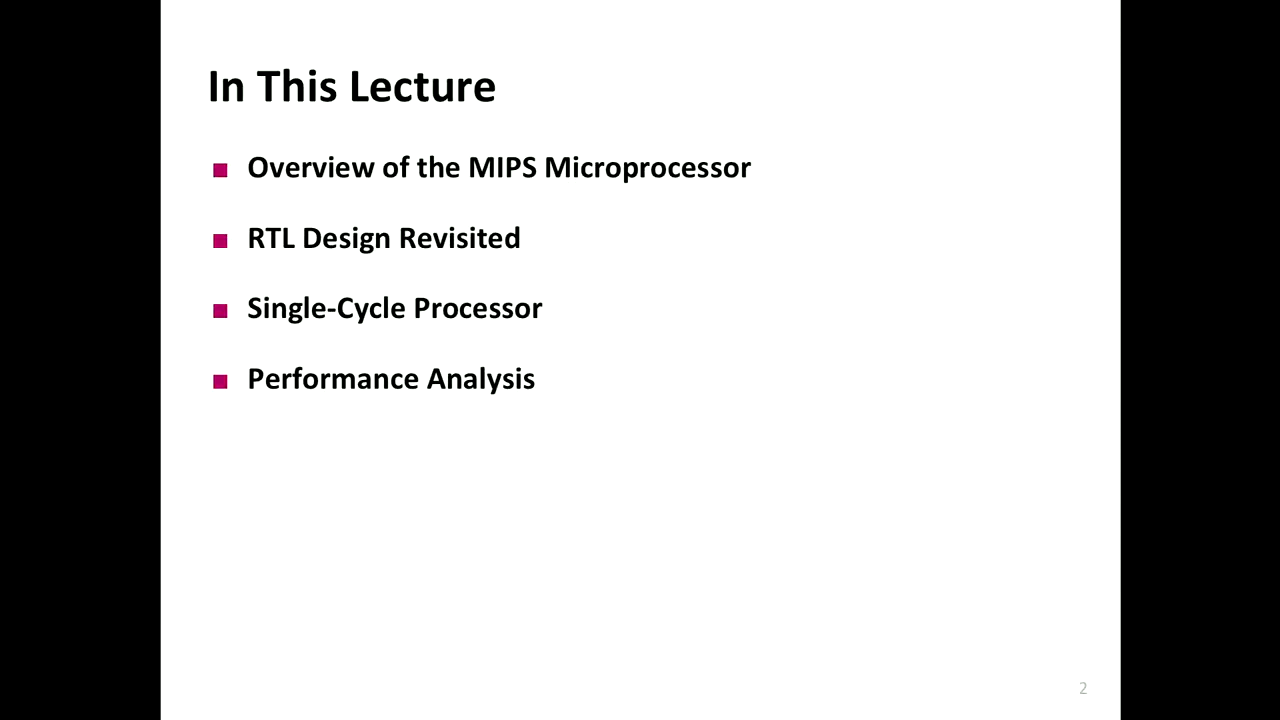 In This Lecture
Overview of the MIPS Microprocessor
RTL Design Revisited
Single-Cycle Processor
Performance Analysis
2